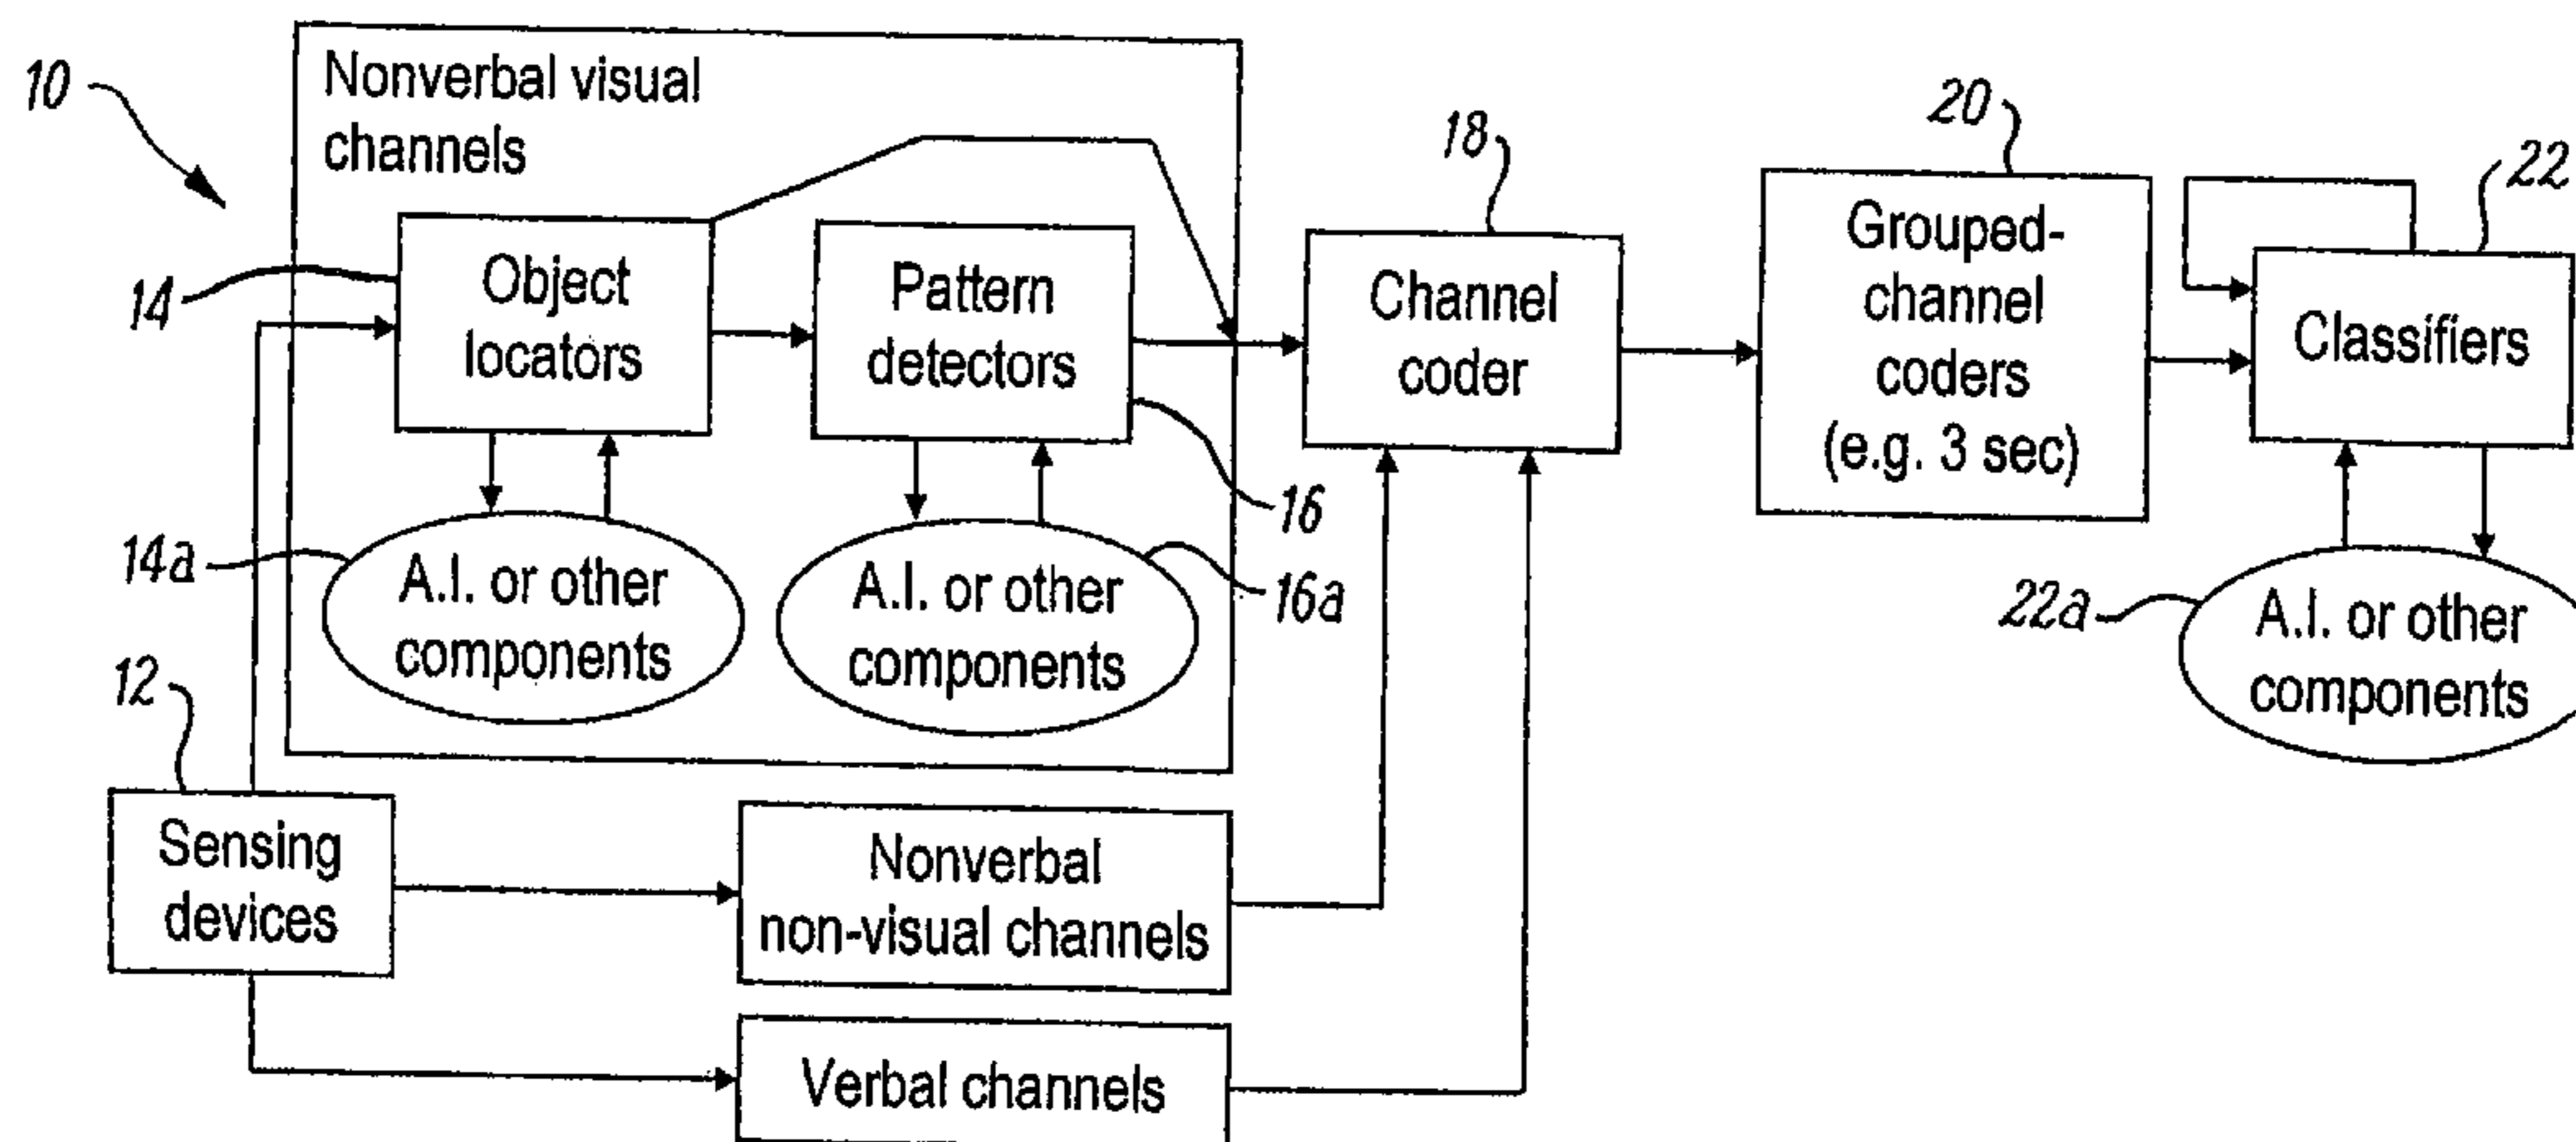 10
Nonverbal visual
channels
14
Object
locators
Pattern
detectors
16
14a
A.I. or other
components
A.I. or other
components
16a
18
Channel
coder
20
Grouped-
channel
coders
(e.g. 3 sec)
22
Classifiers
22a
A.I. or other
components
12
Sensing
devices
Nonverbal
non-visual channels
Verbal channels